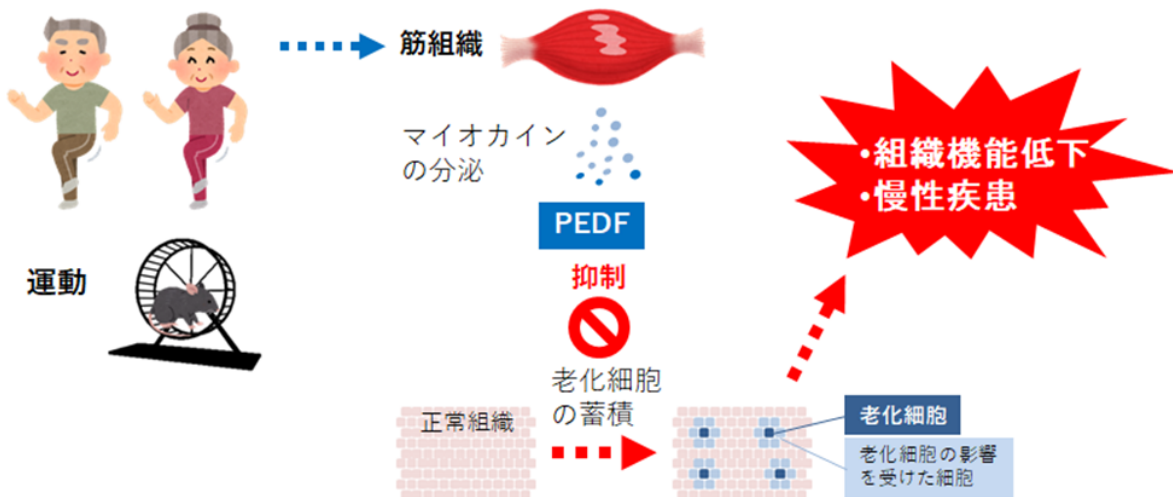 筋組織
マイオカイン
の分泌
PEDF
抑制
運動
老化細胞
の蓄積
正常組織
•組織機能低下
•慢性疾患
老化細胞
老化細胞の影響
を受けた細胞